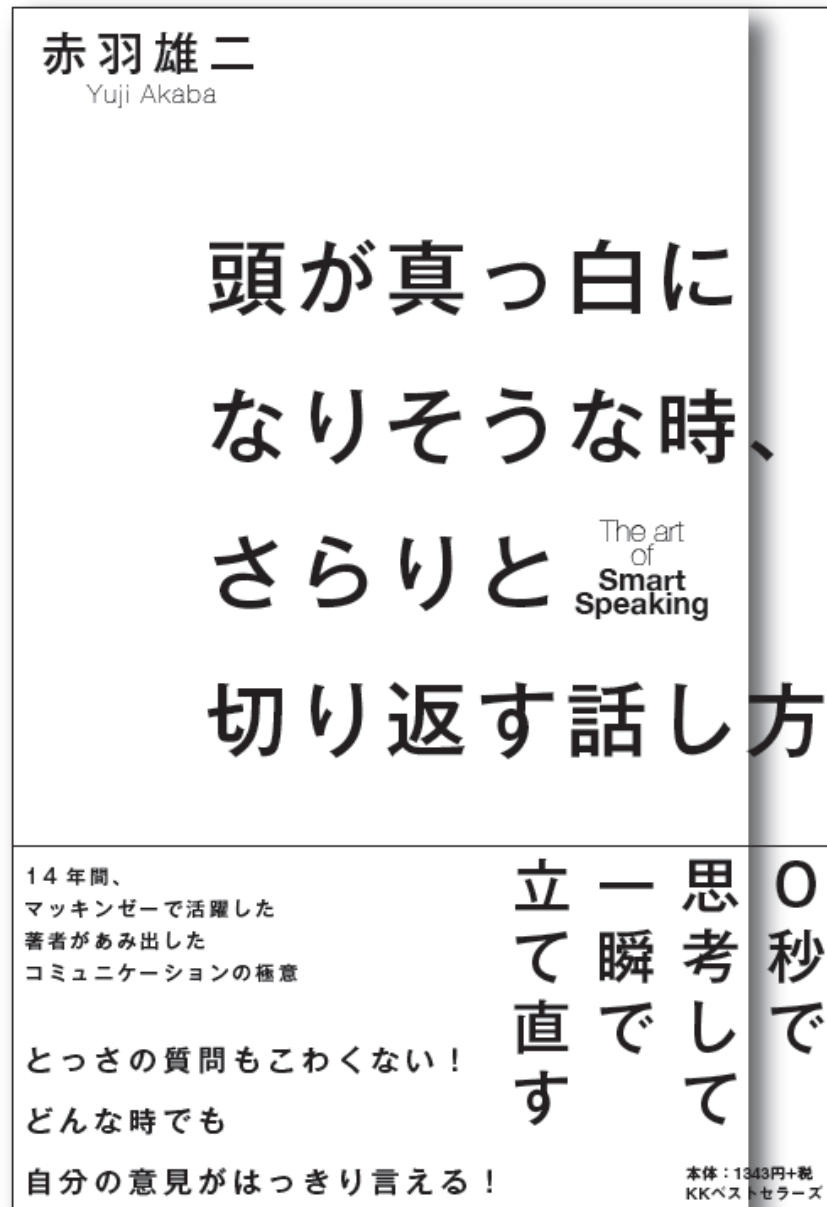 赤羽雄二
Yuji Akaba
頭が真っ白に
なりそうな時、
さらりと
The art
of
Smart
Speaking
切り返す話し方
0秒で
思考して
一瞬で
立て直す
14年間、
マッキンゼーで活躍した
著者があみ出した
コミュニケーションの極意
とっさの質問もこわくない！
どんな時でも
自分の意見がはっきり言える！
本体：1343円+税
KKベストセラーズ